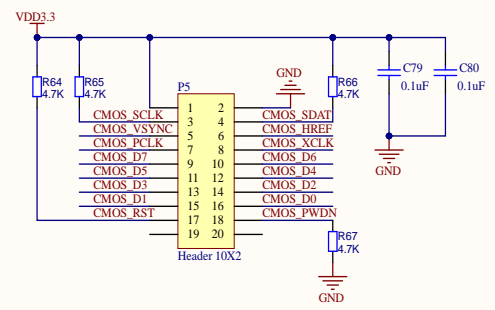 VDD3.3
R64
4.7K
R65
4.7K
GND
R66
4.7K
C79
0.1uF
C80
0.1uF
GND
P5
1 2
CMOS_SCLK 3 4 CMOS_SDAT
CMOS_VSYNC 5 6 CMOS_HREF
CMOS_PCLK 7 8 CMOS_XCLK
CMOS_D7 9 10 CMOS_D6
CMOS_D5 11 12 CMOS_D4
CMOS_D3 13 14 CMOS_D2
CMOS_D1 15 16 CMOS_D0
CMOS_RST 17 18 CMOS_PWDN
19 20
Header 10X2
R67
4.7K
GND